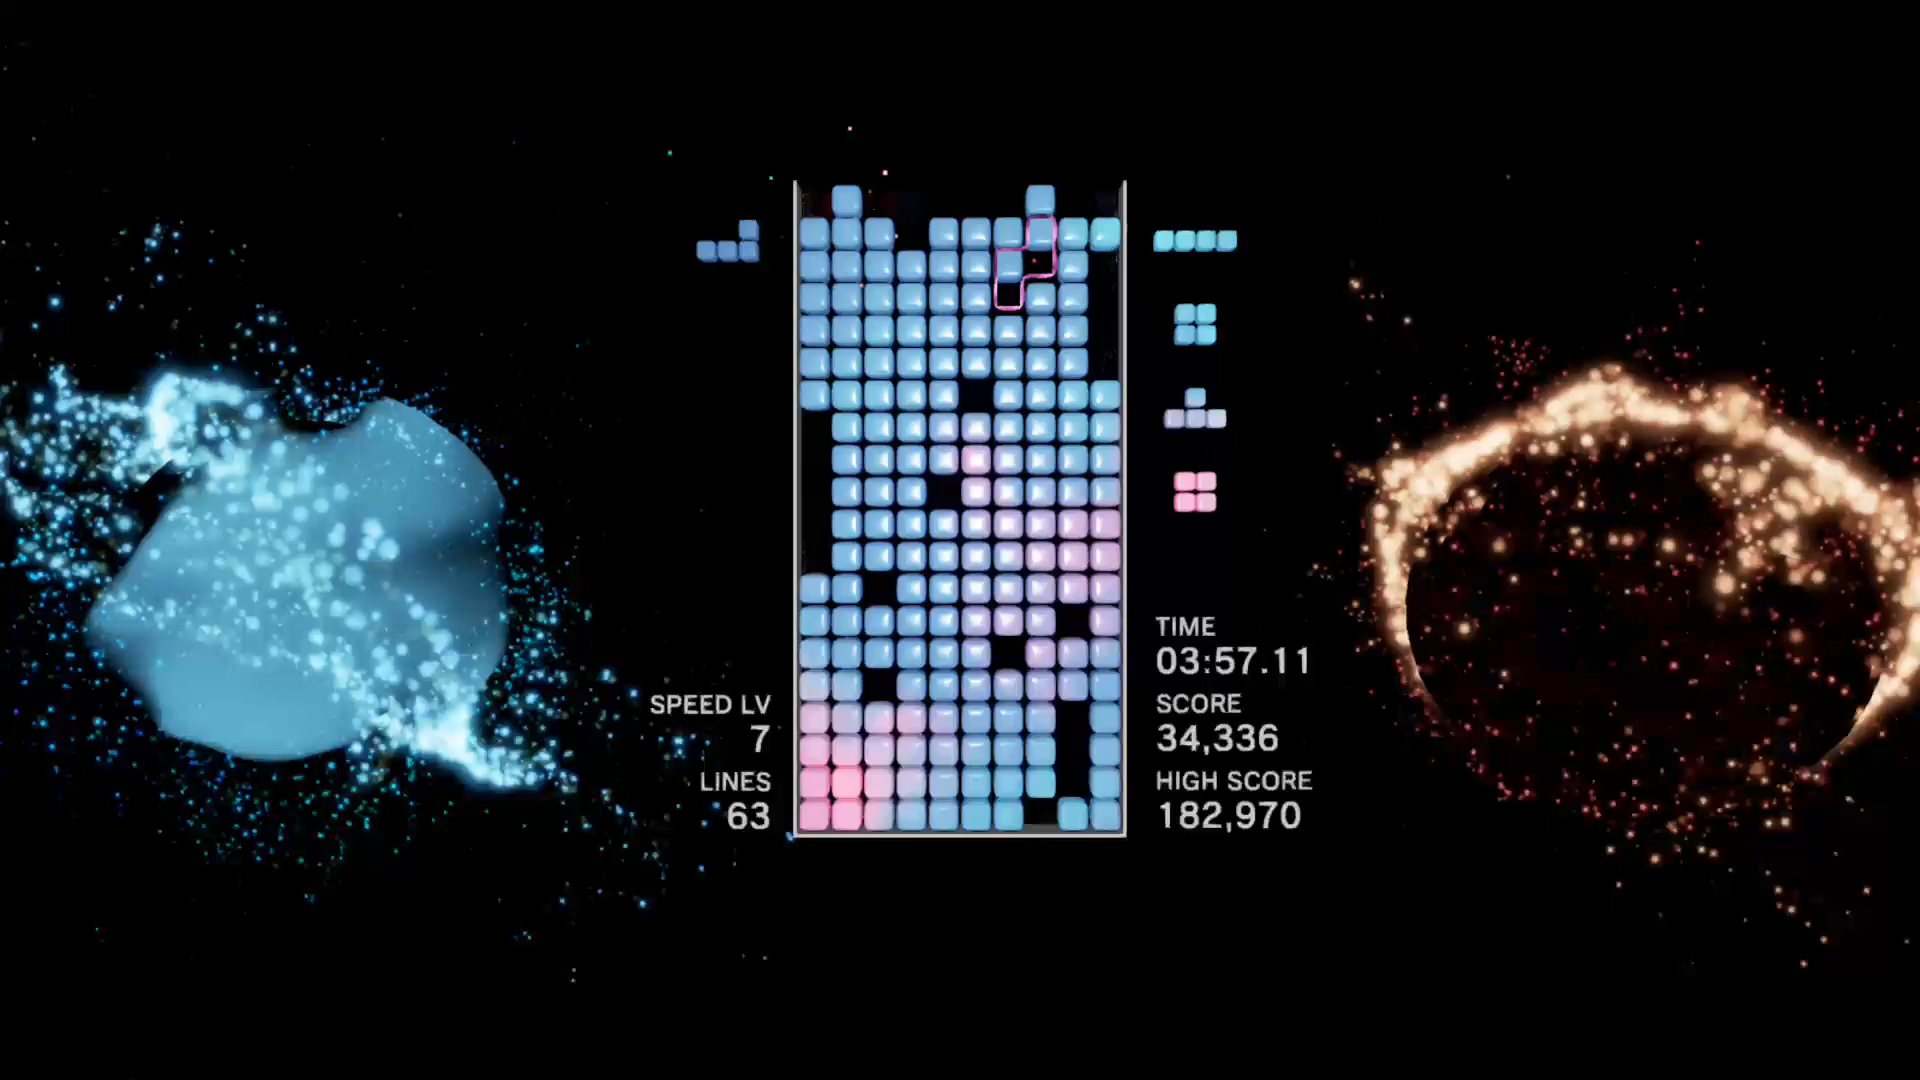 SPEED LV
7
LINES
63
TIME
03:57.11
SCORE
34,336
HIGH SCORE
182,970